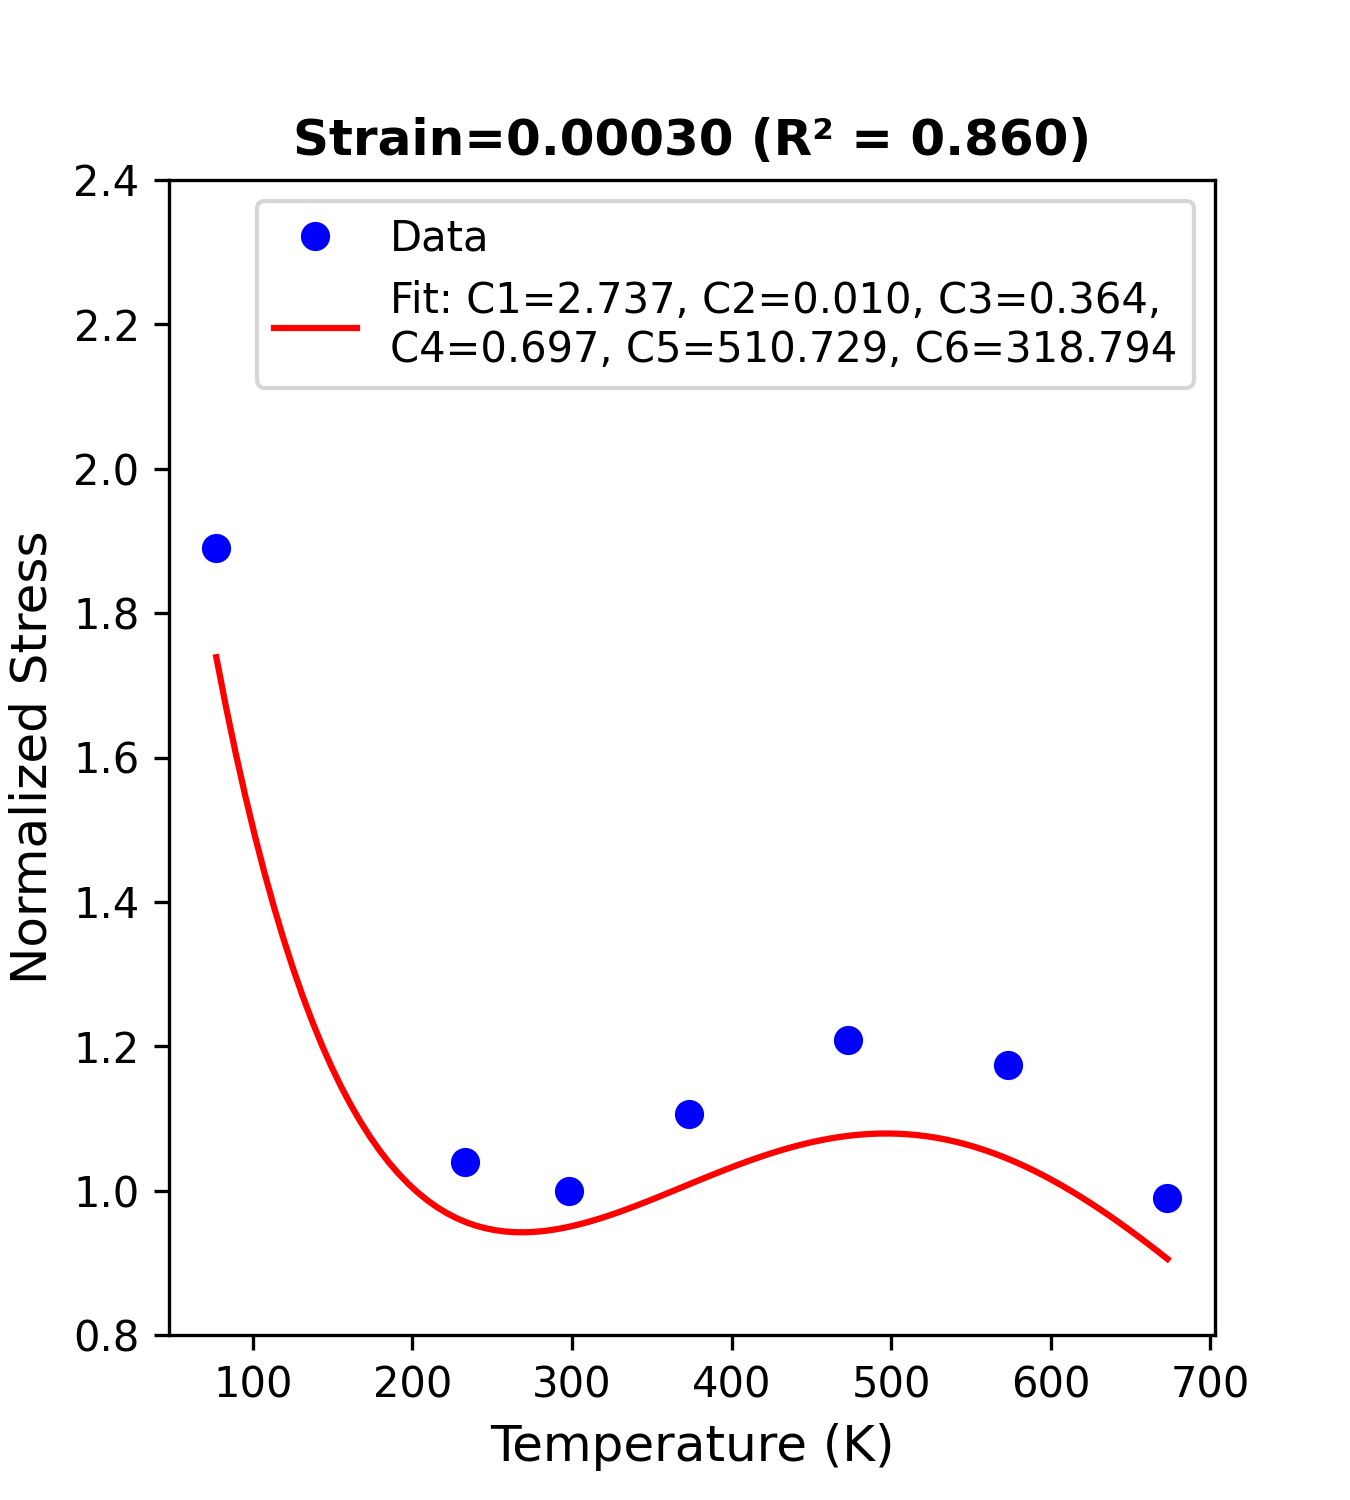 Strain=0.00030 (R² = 0.860)
Data
Fit: C1=2.737, C2=0.010, C3=0.364,
C4=0.697, C5=510.729, C6=318.794
2.4
2.2
2.0
1.8
1.6
1.4
1.2
1.0
0.8
Normalized Stress
100 200 300 400 500 600 700
Temperature (K)